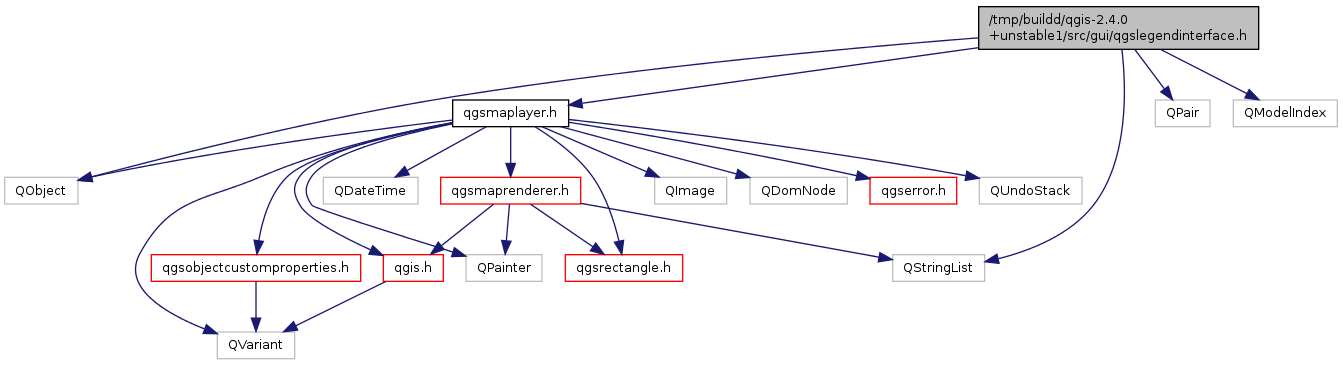 /tmp/buildd/qgis-2.4.0
+unstable1/src/gui/qgslegendinterface.h
qgsmaplayer.h
QPair
QModelIndex
QObject
QDateTime
qgsmaprenderer.h
QImage
QDomNode
qgserror.h
QUndoStack
qgsobjectcustomproperties.h
qgis.h
QPainter
qgsrectangle.h
QStringList
QVariant